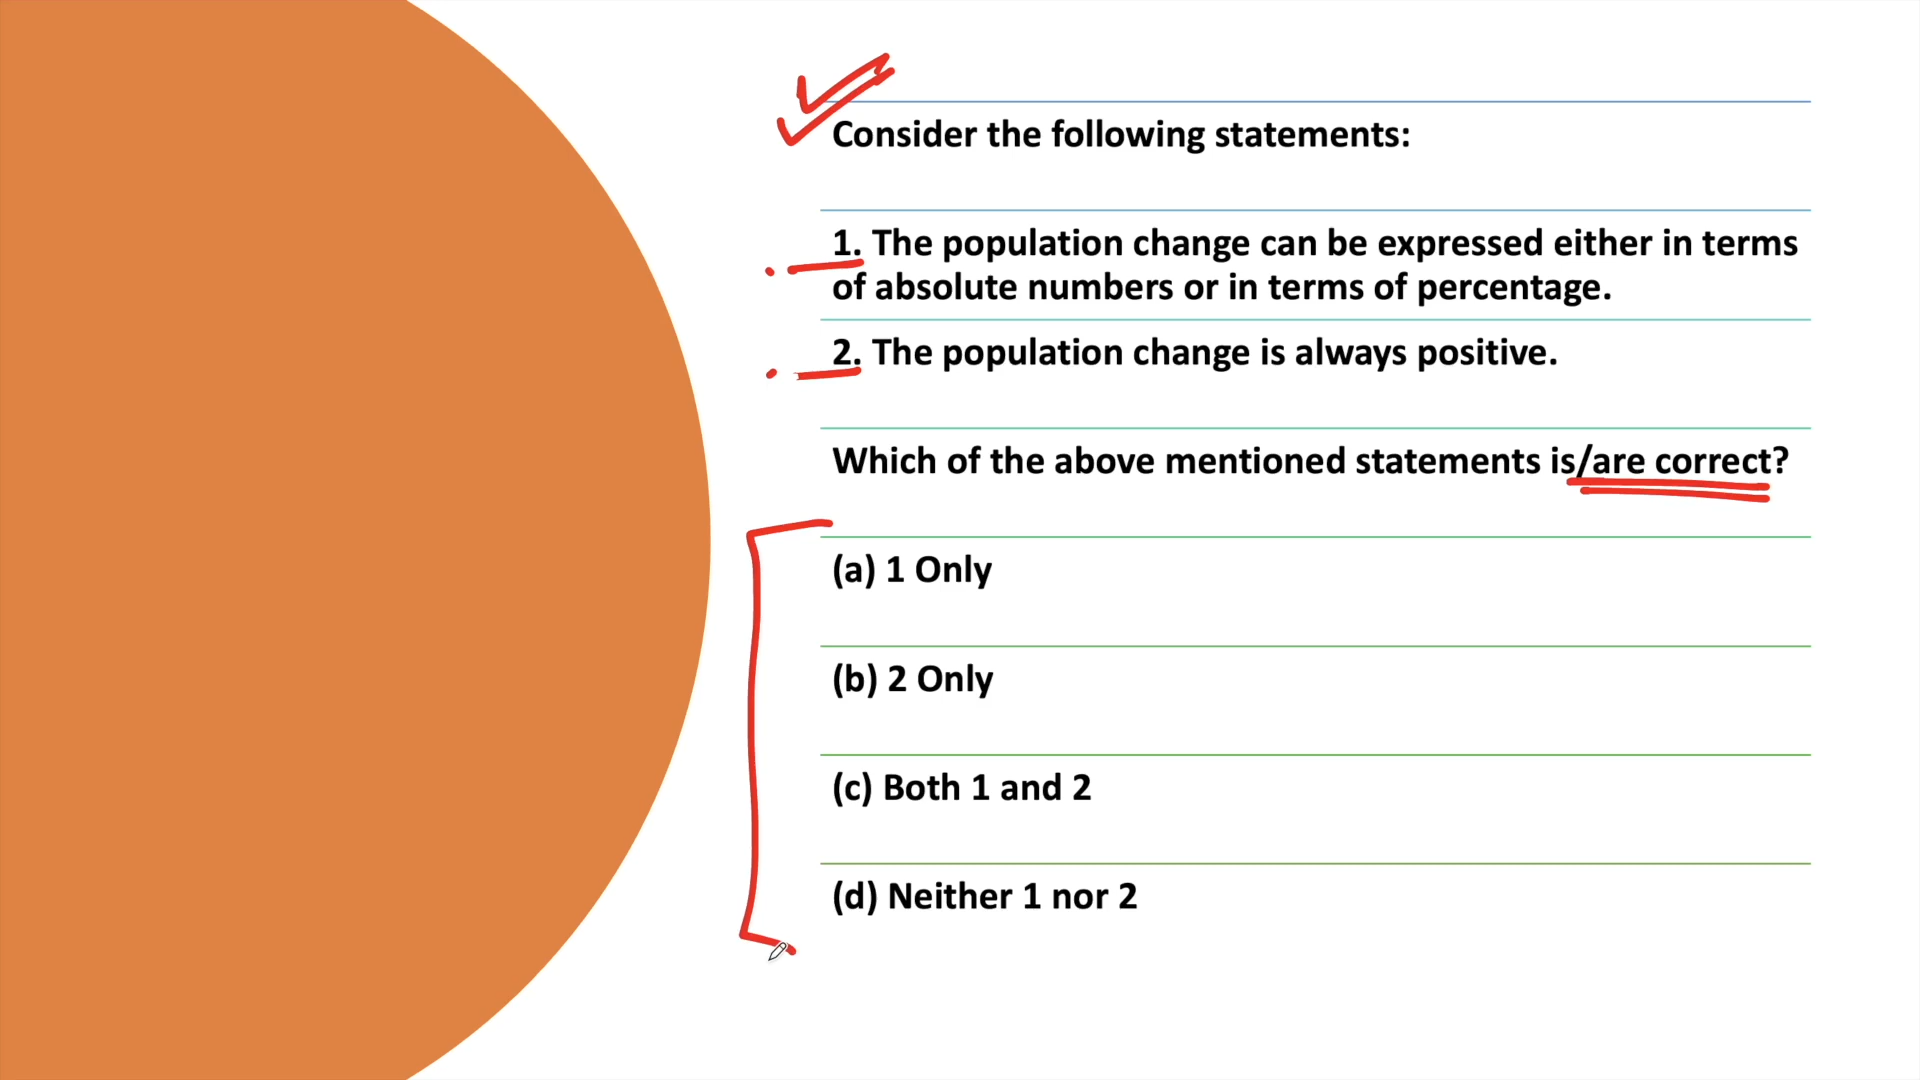 Consider the following statements:
1. The population change can be expressed either in terms
of absolute numbers or in terms of percentage.
2. The population change is always positive.
Which of the above mentioned statements is/are correct?
(a) 1 Only
(b) 2 Only
(c) Both 1 and 2
(d) Neither 1 nor 2